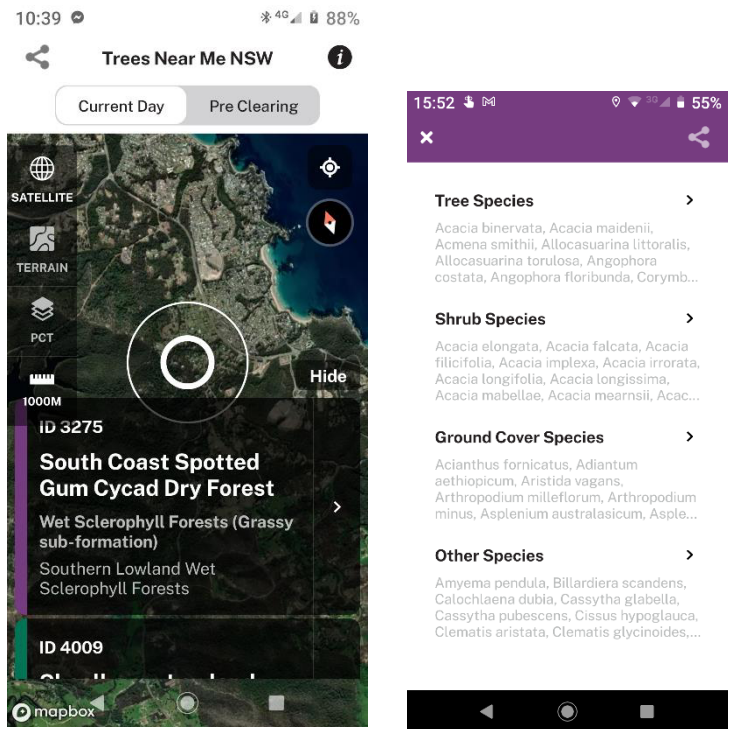 10:39 4G 88%
Trees Near Me NSW
Current Day Pre Clearing
SATELLITE
TERRAIN
PCT
Hide
1000M
ID 3275
South Coast Spotted
Gum Cycad Dry Forest
Wet Sclerophyll Forests (Grassy
sub-formation)
Southern Lowland Wet
Sclerophyll Forests
ID 4009
mapbox
15:52 3G 55%
Tree Species
Acacia binervata, Acacia maidenii,
Acmena smithii, Allocasuarina littoralis,
Allocasuarina torulosa, Angophora
costata, Angophora floribunda, Corymb...
Shrub Species
Acacia elongata, Acacia falcata, Acacia
filicifolia, Acacia implexa, Acacia irrorata,
Acacia longifolia, Acacia longissima,
Acacia mabellae, Acacia mearnsii, Acac...
Ground Cover Species
Acianthus fornicatus, Adiantum
aethiopicum, Aristida vagans,
Arthropodium milleflorum, Arthropodium
minus, Asplenium australasicum, Asple...
Other Species
Amyema pendula, Billardiera scandens,
Calochlaena dubia, Cassytha glabella,
Cassytha pubescens, Cissus hypoglauca,
Clematis aristata, Clematis glycinoides,...